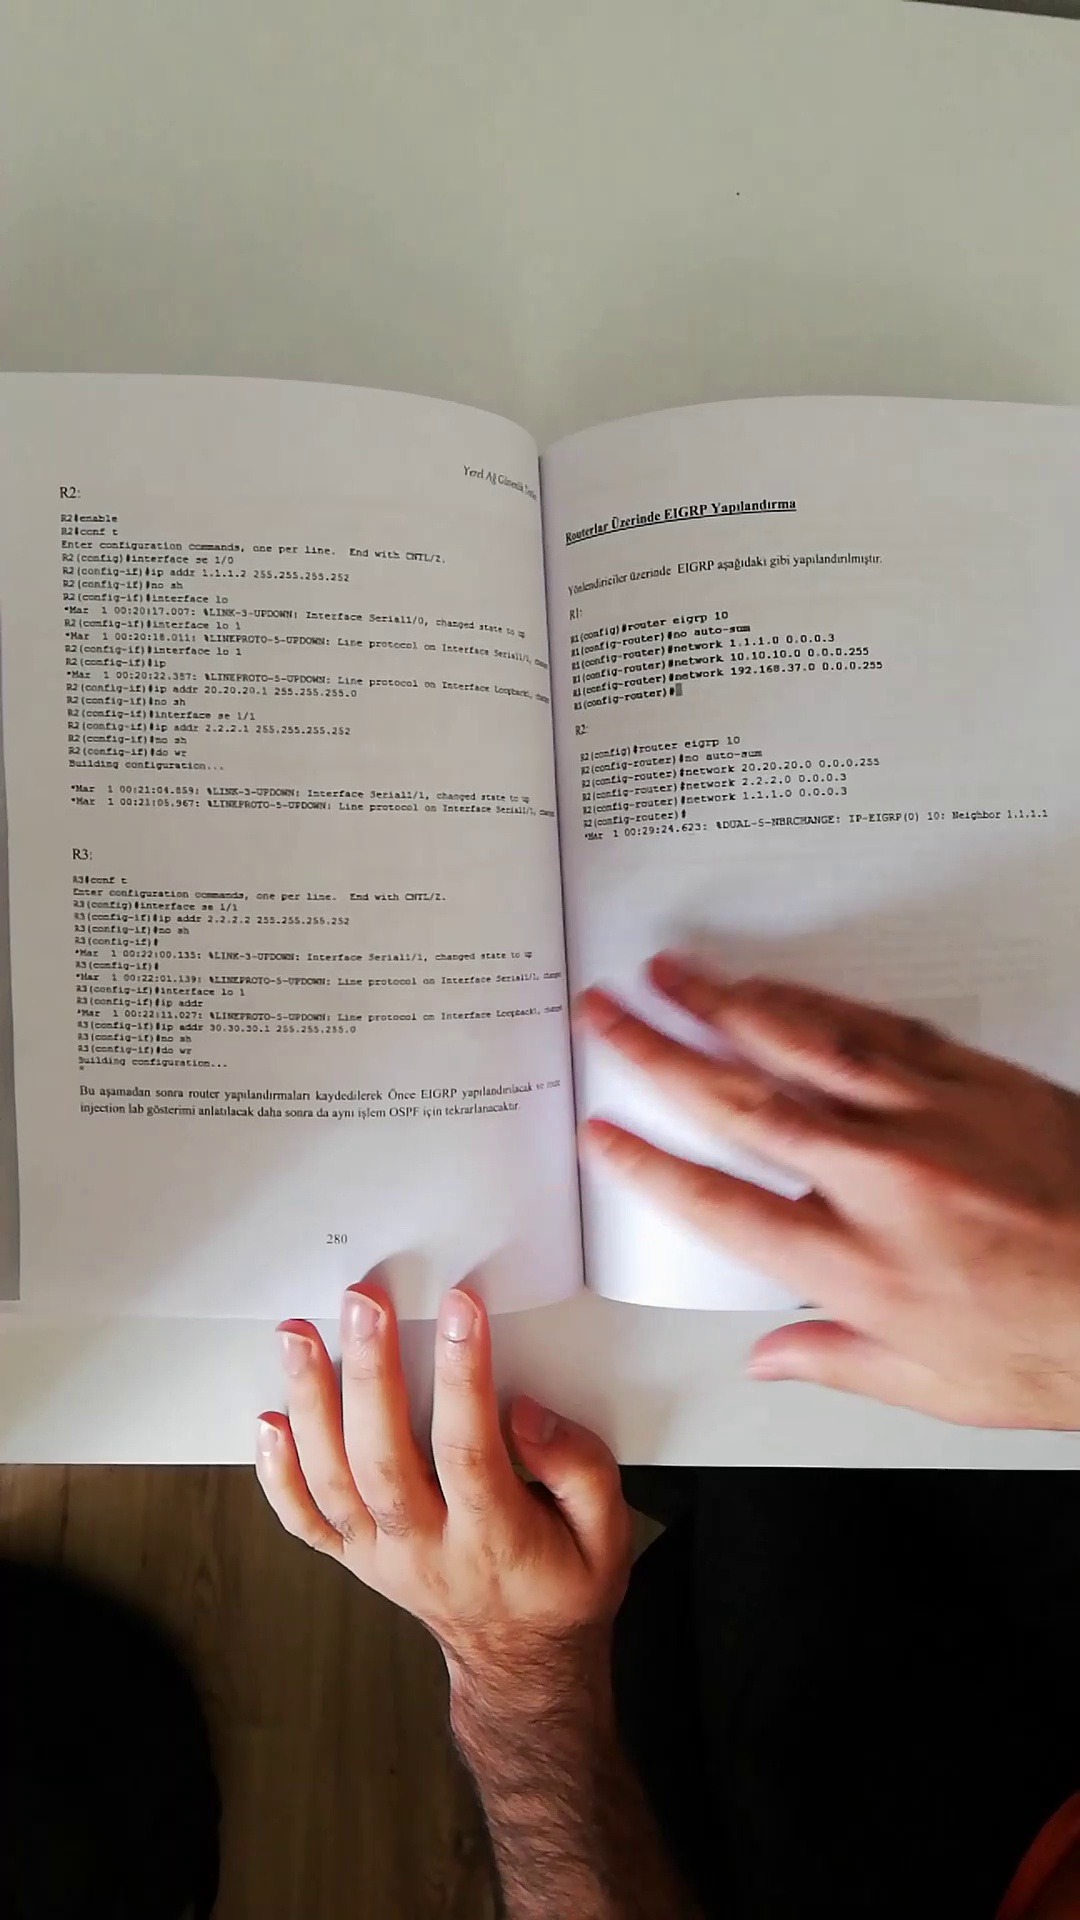 Yerel Ağ Güvenlik
R2:
R2#enable
R2#conf t
Enter configuration commands, one per line. End with CNTL/Z.
R2(config)#interface se 1/0
R2(config-if)#ip addr 1.1.1.2 255.255.255.252
R2(config-if)#no sh
R2(config-if)#interface lo
*Mar 1 00:20:17.007: %LINK-3-UPDOWN: Interface Serial1/0, changed state to up
R2(config-if)#interface lo 1
*Mar 1 00:20:18.011: %LINEPROTO-5-UPDOWN: Line protocol on Interface Serial1/1,
R2(config-if)#interface lo 1
R2(config-if)#ip
*Mar 1 00:20:22.357: %LINEPROTO-5-UPDOWN: Line protocol on Interface Loopback1,
R2(config-if)#ip addr 20.20.20.1 255.255.255.0
R2(config-if)#no sh
R2(config-if)#interface se 1/1
R2(config-if)#ip addr 2.2.2.1 255.255.255.252
R2(config-if)#no sh
R2(config-if)#do wr
Building configuration...
*Mar 1 00:21:04.859: %LINK-3-UPDOWN: Interface Serial1/1, changed state to up
*Mar 1 00:21:05.967: %LINEPROTO-5-UPDOWN: Line protocol on Interface Serial1/1,
R3:
R3#conf t
Enter configuration commands, one per line. End with CNTL/Z.
R3(config)#interface se 1/1
R3(config-if)#ip addr 2.2.2.2 255.255.255.252
R3(config-if)#no sh
R3(config-if)#
*Mar 1 00:22:00.135: %LINK-3-UPDOWN: Interface Serial1/1, changed state to up
R3(config-if)#
*Mar 1 00:22:01.139: %LINEPROTO-5-UPDOWN: Line protocol on Interface Serial1/1,
R3(config-if)#interface lo 1
R3(config-if)#ip addr
*Mar 1 00:22:11.027: %LINEPROTO-5-UPDOWN: Line protocol on Interface Loopback1,
R3(config-if)#ip addr 30.30.30.1 255.255.255.0
R3(config-if)#no sh
R3(config-if)#do wr
Building configuration...
Bu aşamadan sonra router yapılandırmaları kaydedilerek Önce EIGRP yapılandırılacak ve
injection lab gösterimi anlatılacak daha sonra da aynı işlem OSPF için tekrarlanacaktır.
280
Routerlar Üzerinde EIGRP Yapılandırma
Yönlendiriciler üzerinde EIGRP aşağıdaki gibi yapılandırılmıştır.
R1:
R1(config)#router eigrp 10
R1(config-router)#no auto-sum
R1(config-router)#network 1.1.1.0 0.0.0.3
R1(config-router)#network 10.10.10.0 0.0.0.255
R1(config-router)#network 192.168.37.0 0.0.0.255
R1(config-router)#
R2:
R2(config)#router eigrp 10
R2(config-router)#no auto-sum
R2(config-router)#network 20.20.20.0 0.0.0.255
R2(config-router)#network 2.2.2.0 0.0.0.3
R2(config-router)#network 1.1.1.0 0.0.0.3
R2(config-router)#
*Mar 1 00:29:24.623: %DUAL-5-NBRCHANGE: IP-EIGRP(0) 10: Neighbor 1.1.1.1